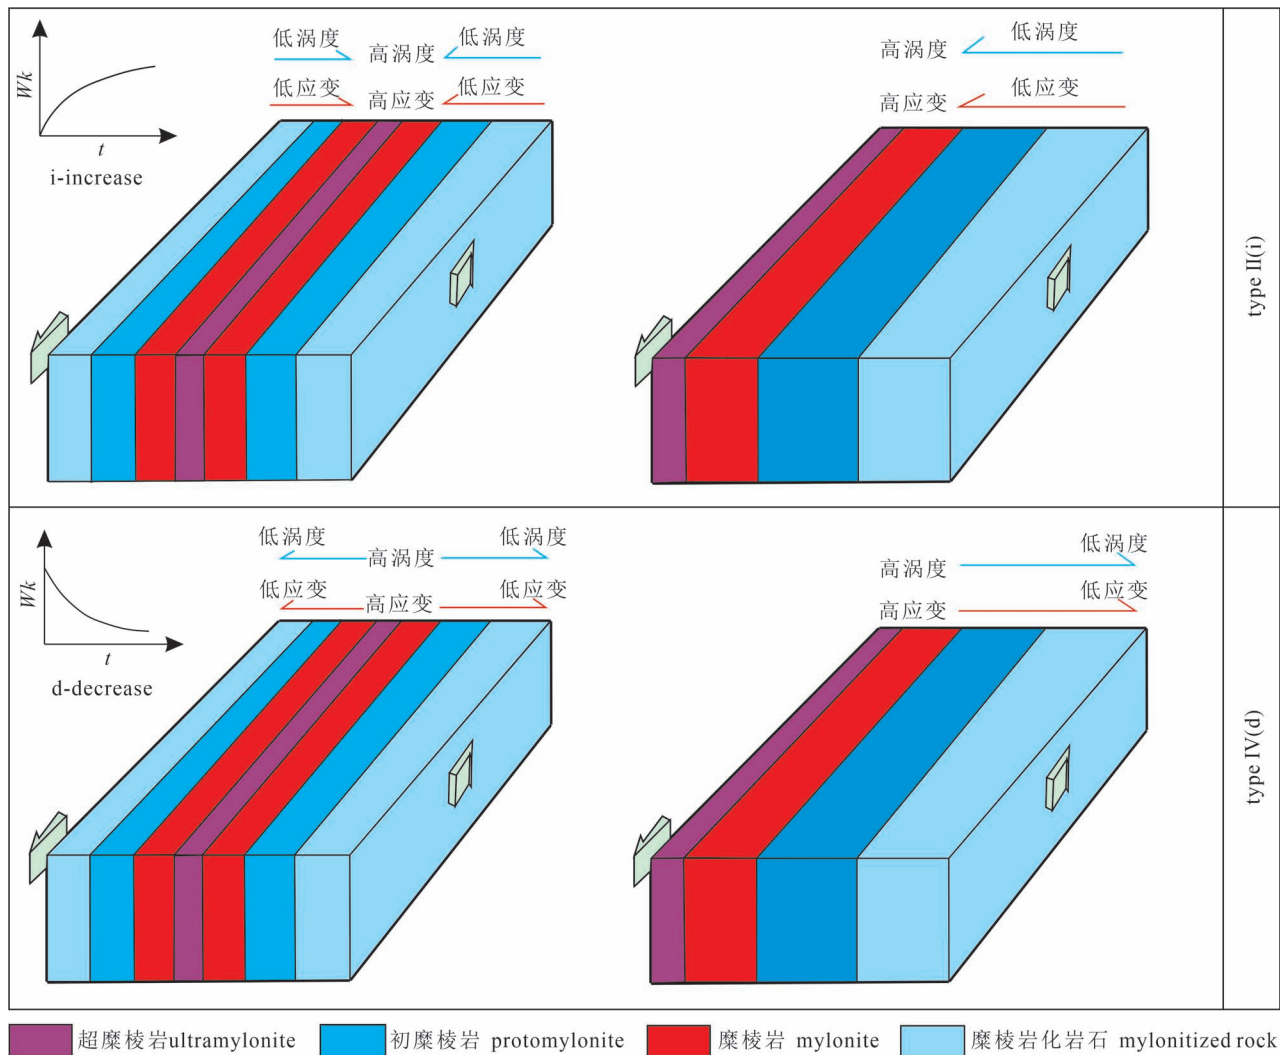 低涡度 高涡度 低涡度
低应变 高应变 低应变
Wk
t
i-increase
高涡度 低涡度
高应变 低应变
type II(i)
低涡度 高涡度 低涡度
低应变 高应变 低应变
Wk
t
d-decrease
高涡度 低涡度
高应变 低应变
type IV(d)
超糜棱岩ultramylonite 初糜棱岩 protomylonite 糜棱岩 mylonite 糜棱岩化岩石 mylonitized rock